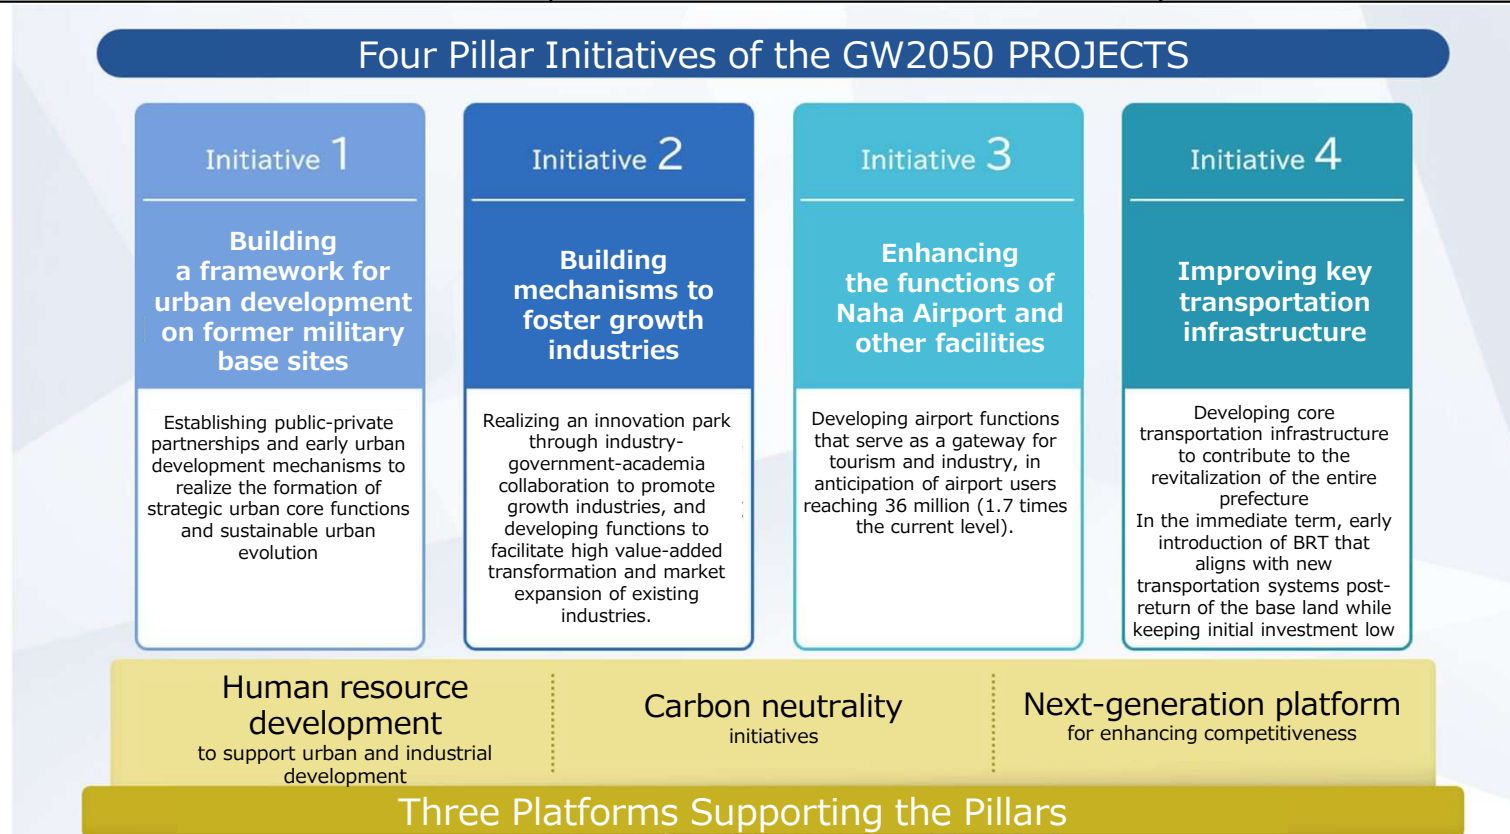 Four Pillar Initiatives of the GW2050 PROJECTS
Initiative 1
Building
a framework for
urban development
on former military
base sites
Establishing public-private
partnerships and early urban
development mechanisms to
realize the formation of
strategic urban core functions
and sustainable urban
evolution
Initiative 2
Building
mechanisms to
foster growth
industries
Realizing an innovation park
through industry-
government-academia
collaboration to promote
growth industries, and
developing functions to
facilitate high value-added
transformation and market
expansion of existing
industries.
Initiative 3
Enhancing
the functions of
Naha Airport and
other facilities
Developing airport functions
that serve as a gateway for
tourism and industry, in
anticipation of airport users
reaching 36 million (1.7 times
the current level).
Initiative 4
Improving key
transportation
infrastructure
Developing core
transportation infrastructure
to contribute to the
revitalization of the entire
prefecture
In the immediate term, early
introduction of BRT that
aligns with new
transportation systems post-
return of the base land while
keeping initial investment low
Human resource
development
to support urban and industrial
development
Carbon neutrality
initiatives
Next-generation platform
for enhancing competitiveness
Three Platforms Supporting the Pillars